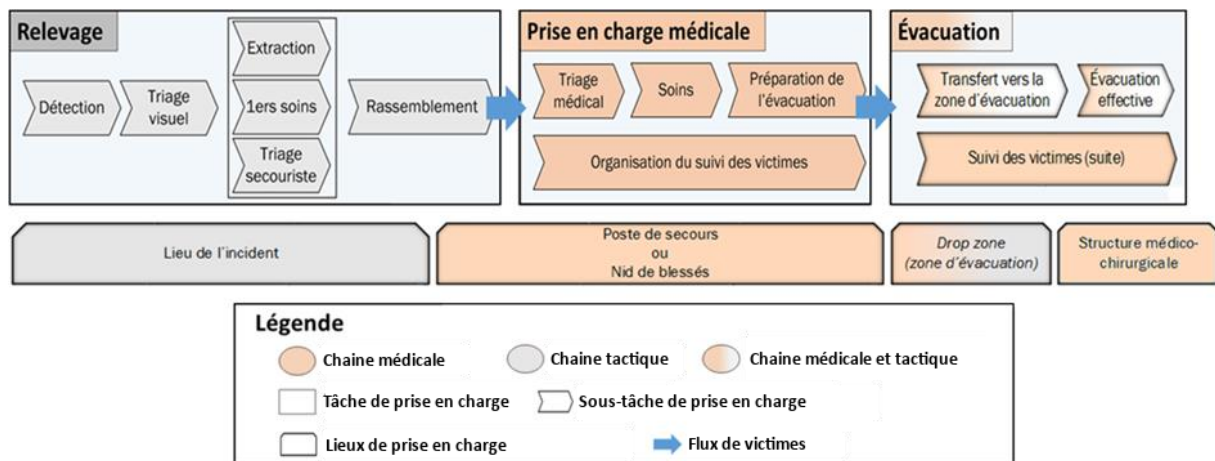 Relevage
Détection
Triage
visuel
Extraction
1ers soins
Triage
secouriste
Rassemblement
Prise en charge médicale
Triage
médical
Soins
Préparation de
l'évacuation
Organisation du suivi des victimes
Évacuation
Transfert vers la
zone d'évacuation
Évacuation
effective
Suivi des victimes (suite)
Lieu de l'incident
Poste de secours
ou
Nid de blessés
Drop zone
(zone d'évacuation)
Structure médico-
chirurgicale
Légende
Chaine médicale
Chaine tactique
Chaine médicale et tactique
Tâche de prise en charge
Sous-tâche de prise en charge
Lieux de prise en charge
Flux de victimes